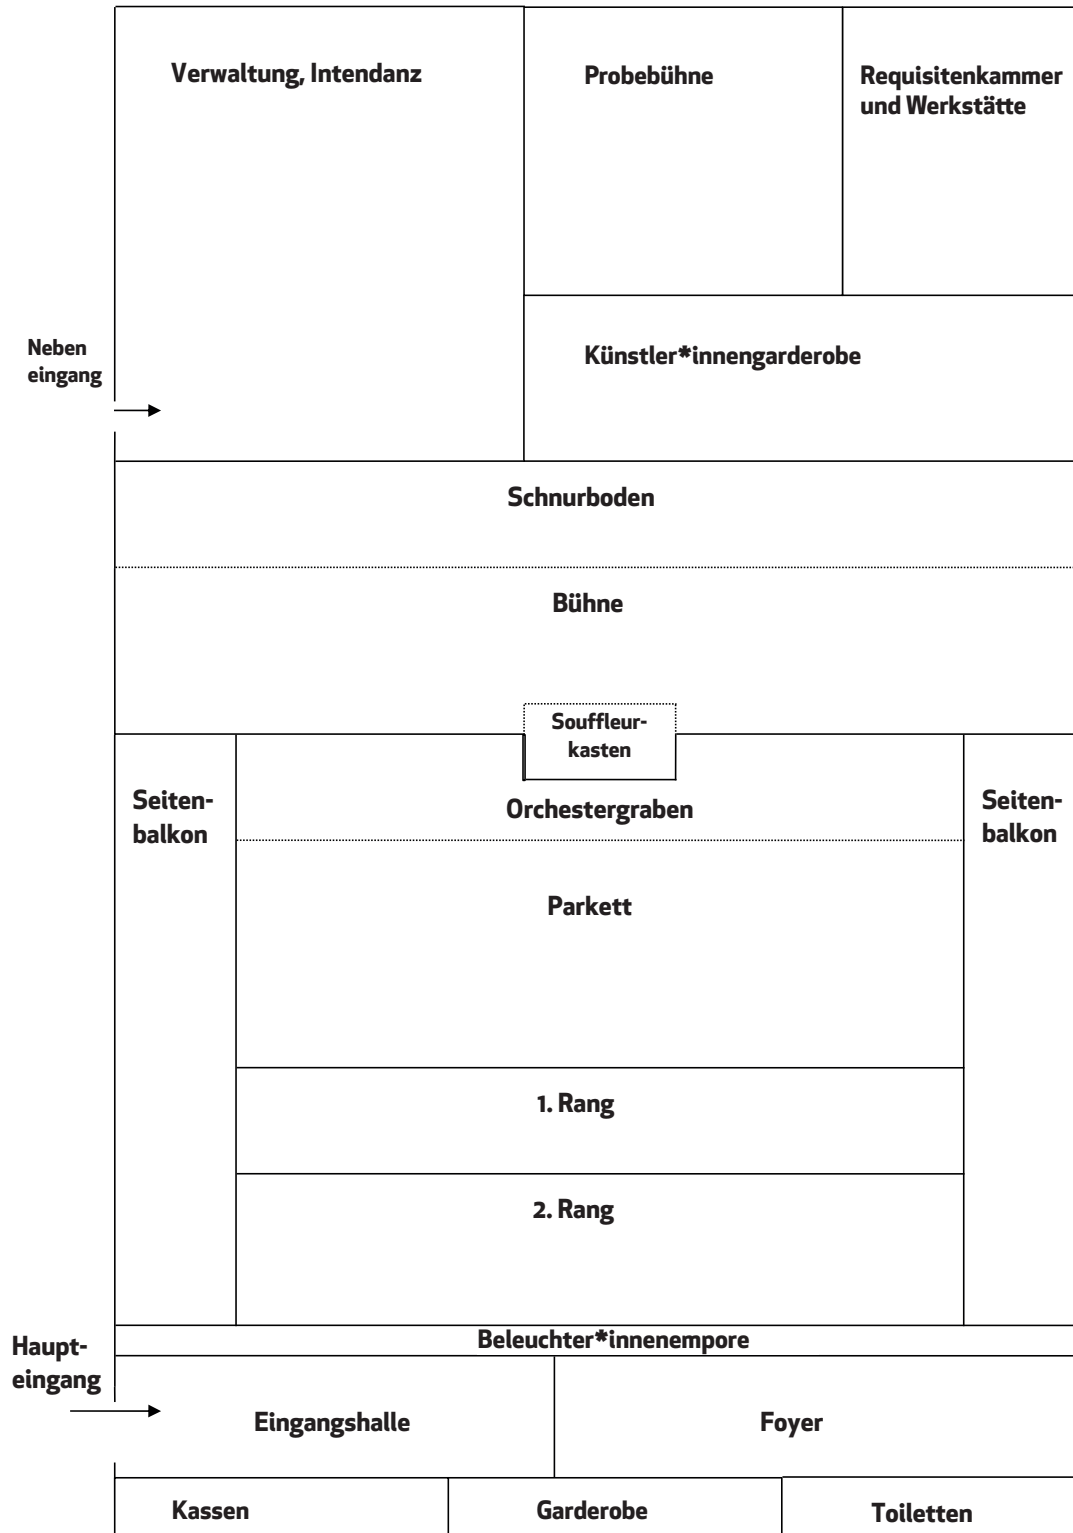 Verwaltung, Intendanz
Probebühne
Requisitenkammer
und Werkstätte
Neben
eingang
Künstler*innengarderobe
Schnurboden
Bühne
Souffleur-
kasten
Seiten-
balkon
Orchestergraben
Seiten-
balkon
Parkett
1. Rang
2. Rang
Beleuchter*innenempore
Haupt-
eingang
Eingangshalle
Foyer
Kassen
Garderobe
Toiletten